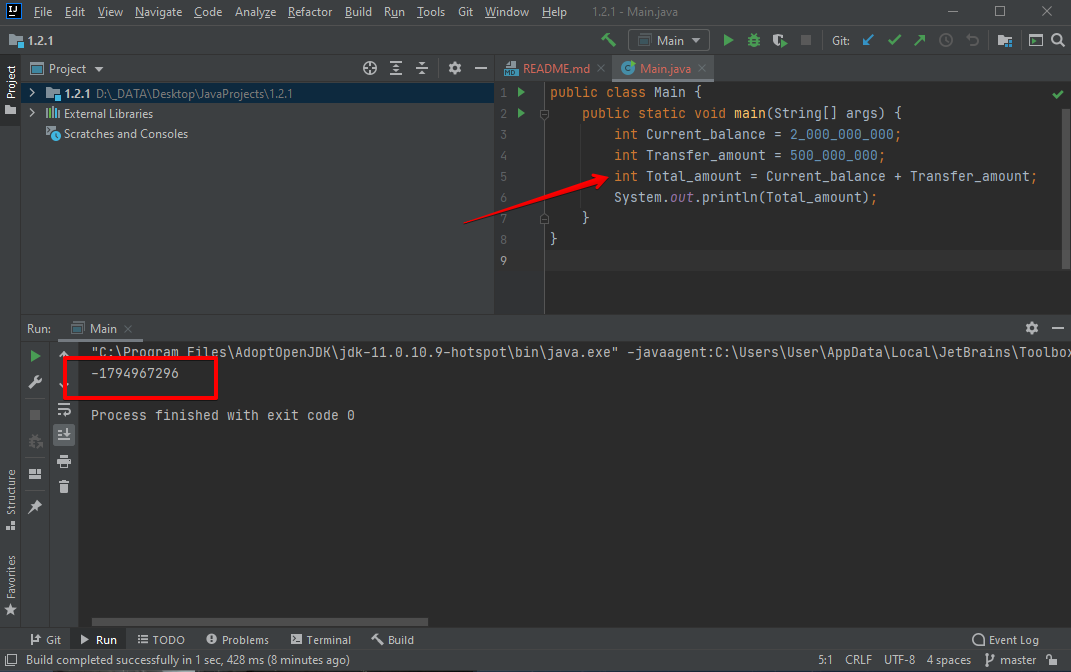 IJ File Edit View Navigate Code Analyze Refactor Build Run Tools Git Window Help 1.2.1 - Main.java
1.2.1 Main Git:
Project
Project
1.2.1 D:\_DATA\Desktop\JavaProjects\1.2.1
External Libraries
Scratches and Consoles
MD README.md C Main.java
1 public class Main {
2 public static void main(String[] args) {
3 int Current_balance = 2_000_000_000;
4 int Transfer_amount = 500_000_000;
5 int Total_amount = Current_balance + Transfer_amount;
6 System.out.println(Total_amount);
7 }
8 }
9
Run: Main
"C:\Program Files\AdoptOpenJDK\jdk-11.0.10.9-hotspot\bin\java.exe" -javaagent:C:\Users\User\AppData\Local\JetBrains\Toolbox
-1794967296
Process finished with exit code 0
Structure
Favorites
Git Run TODO Problems Terminal Build Event Log
Build completed successfully in 1 sec, 428 ms (8 minutes ago) 5:1 CRLF UTF-8 4 spaces master